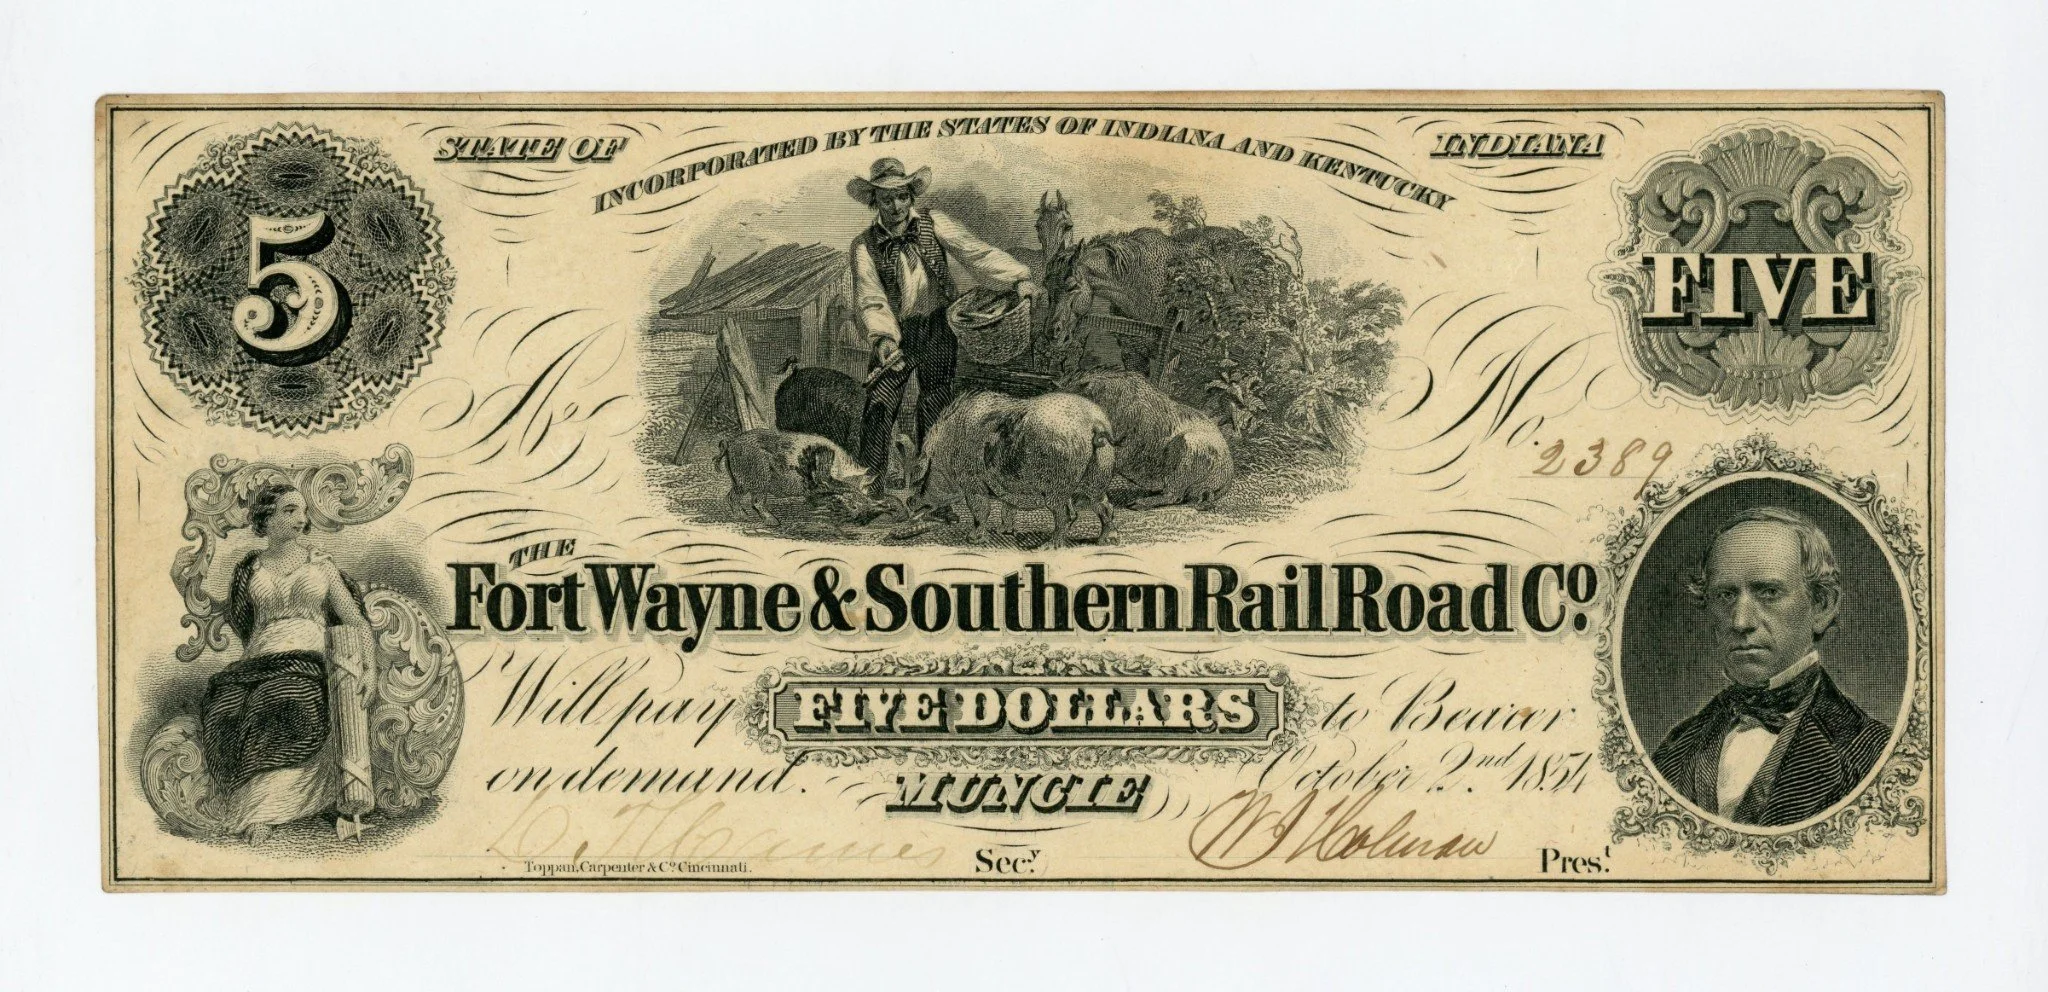 STATE OF
INCORPORATED BY THE STATES OF INDIANA AND KENTUCKY
INDIANA
5
FIVE
No
No. 2389
THE
Fort Wayne & Southern Rail Road Co.
Will pay FIVE DOLLARS to Bearer
on demand. MUNCIE October 2nd 1854
Secy.
W J Holman Prest.
Toppan, Carpenter & Co. Cincinnati.